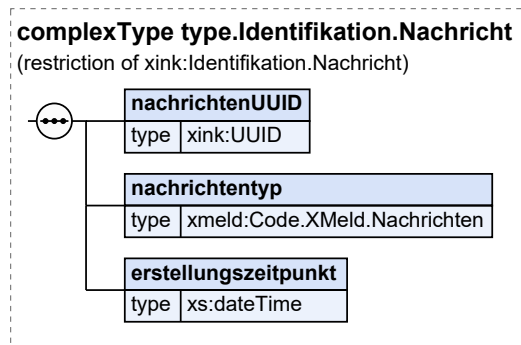 complexType type.Identifikation.Nachricht
(restriction of xink:Identifikation.Nachricht)
nachrichtenUUID
type xink:UUID
nachrichtentyp
type xmeld:Code.XMeld.Nachrichten
erstellungszeitpunkt
type xs:dateTime